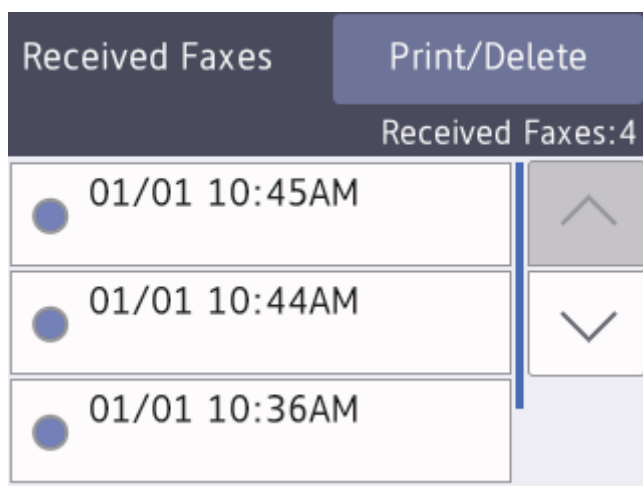 Received Faxes
Print/Delete
Received Faxes:4
01/01 10:45AM
01/01 10:44AM
01/01 10:36AM